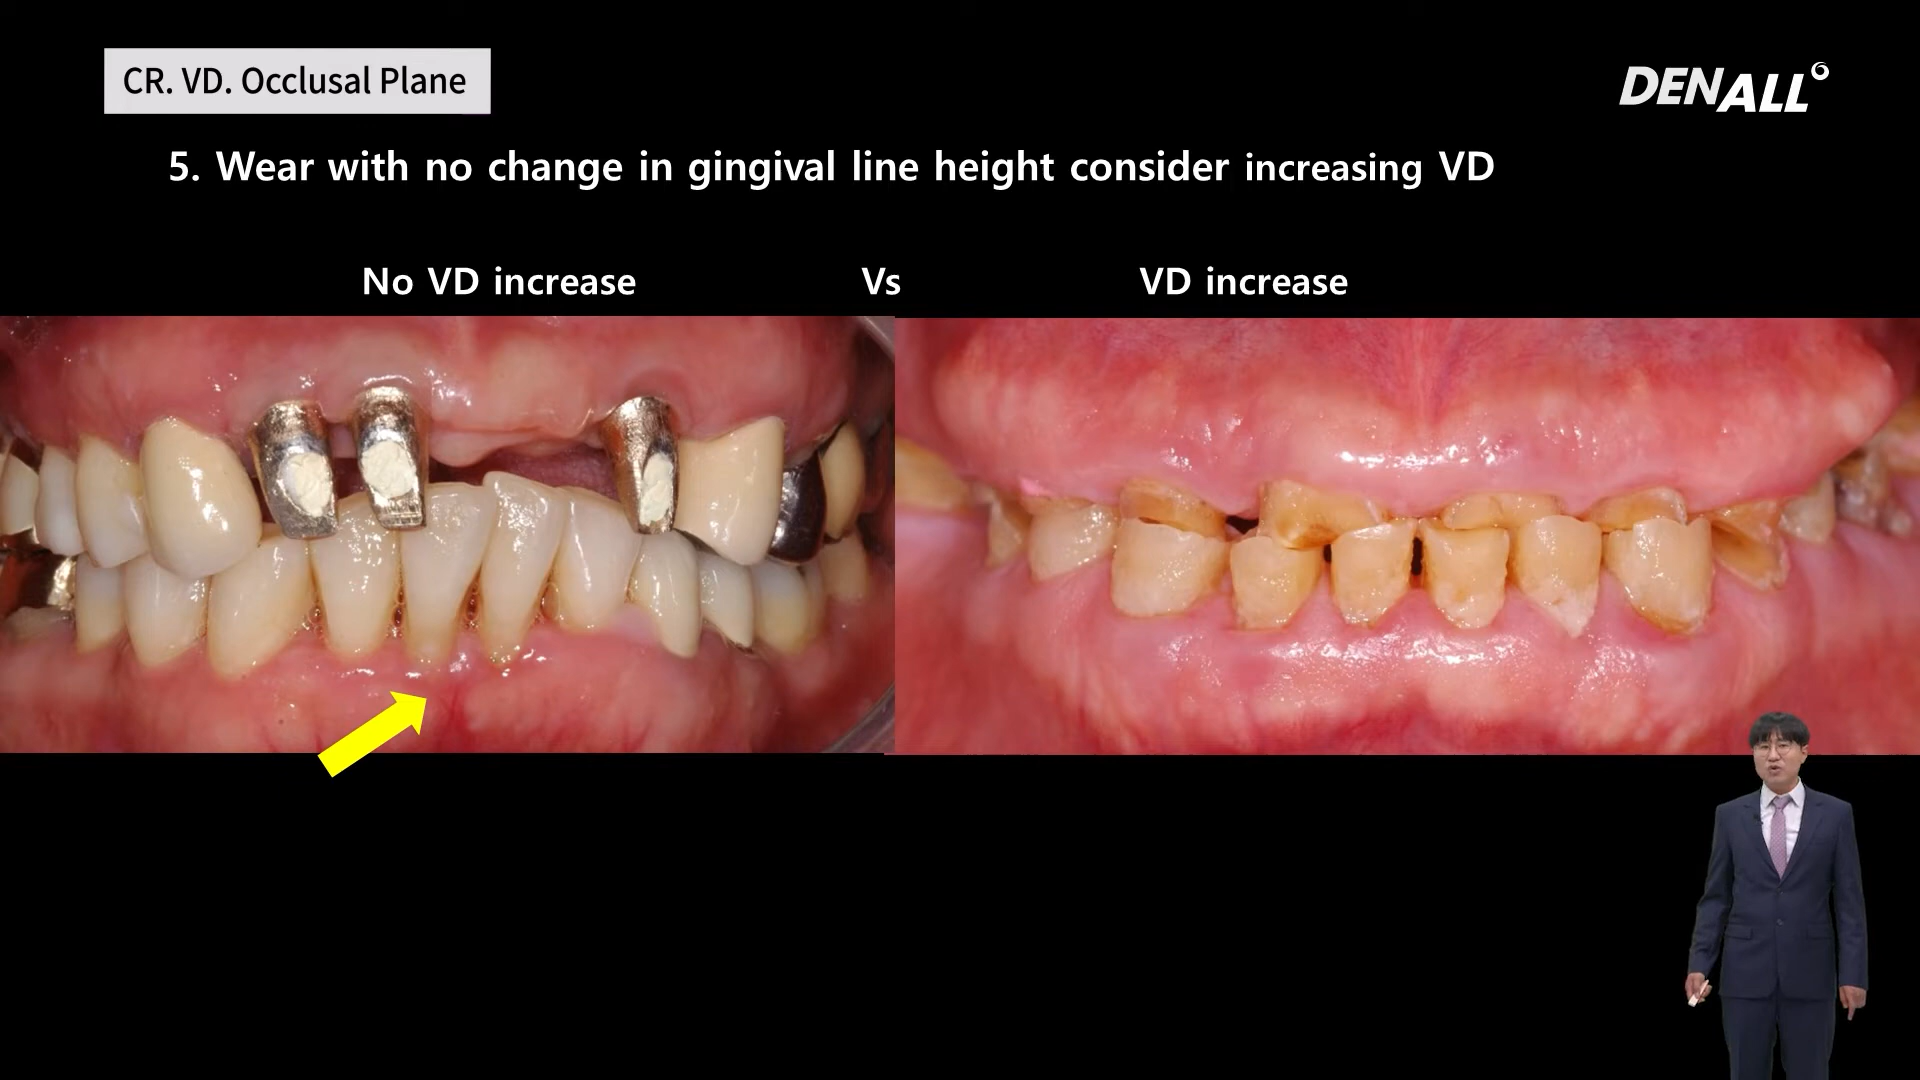 CR. VD. Occlusal Plane
DENALL
5. Wear with no change in gingival line height consider increasing VD
No VD increase Vs VD increase